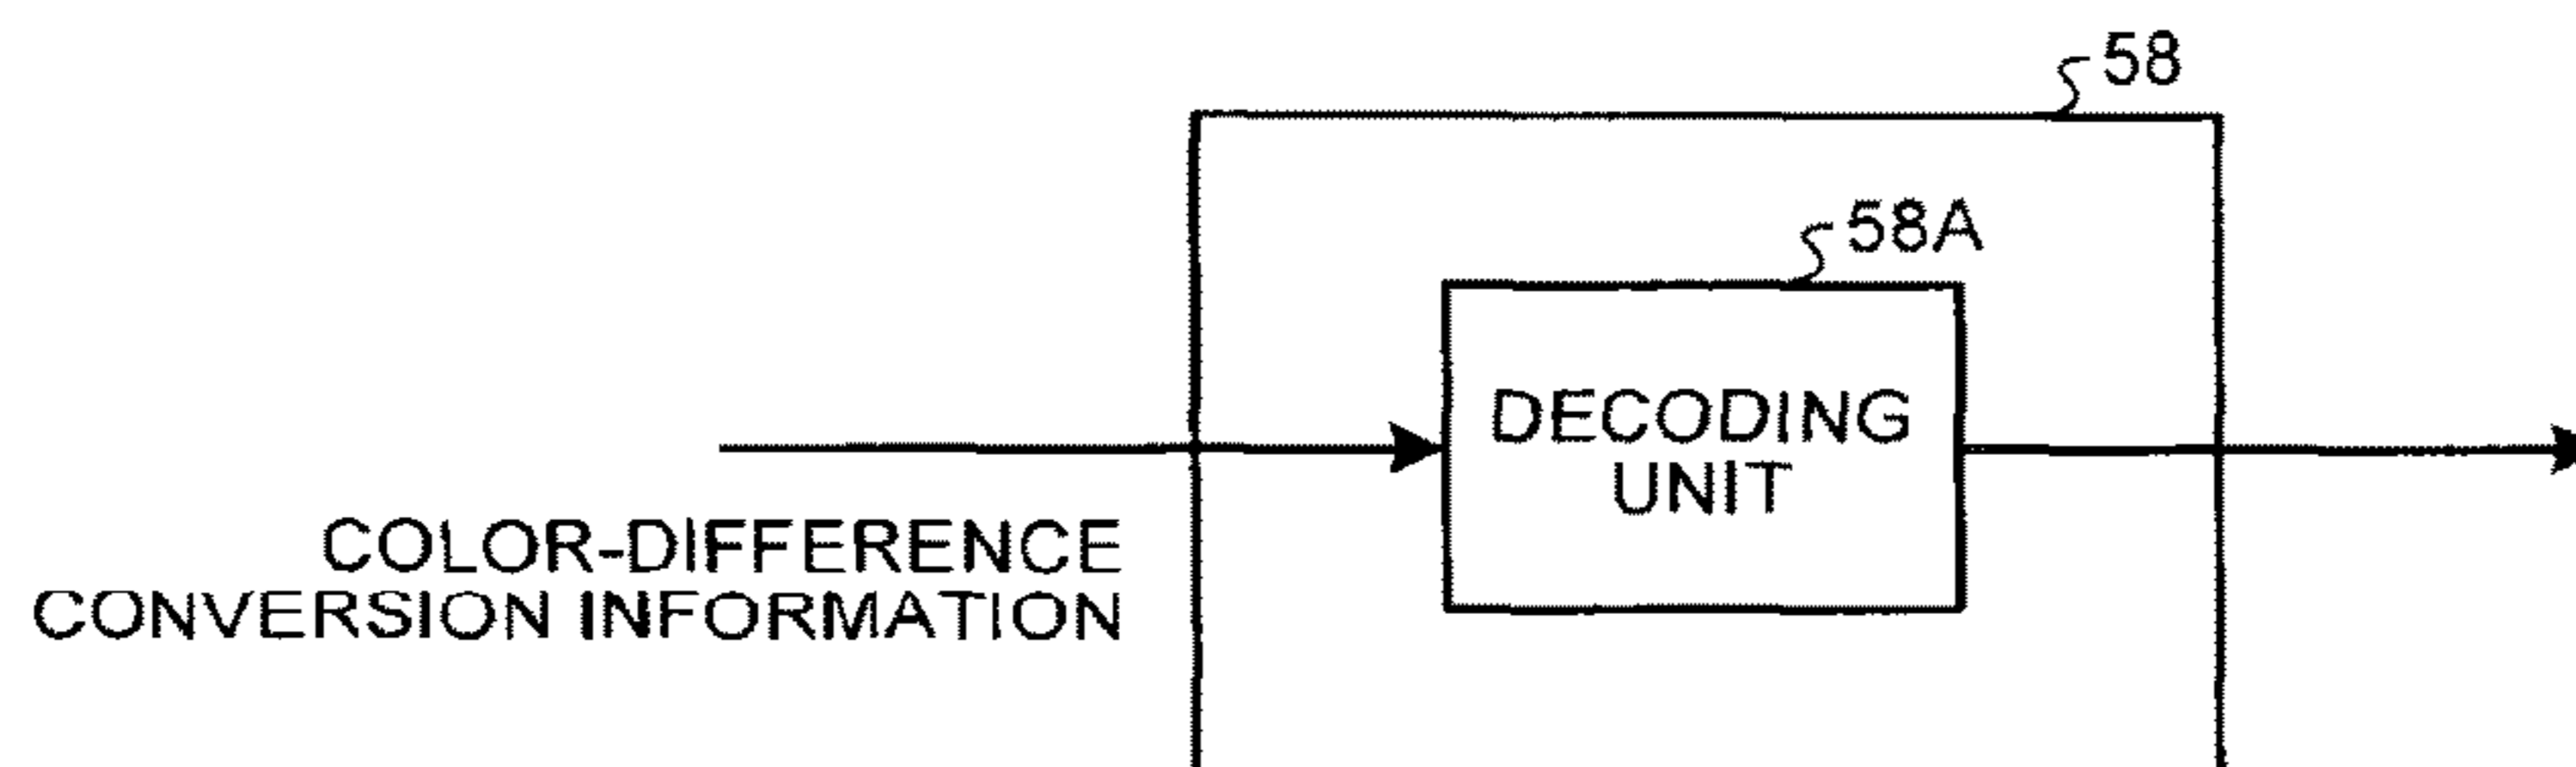 58
58A
DECODING
UNIT
COLOR-DIFFERENCE
CONVERSION INFORMATION